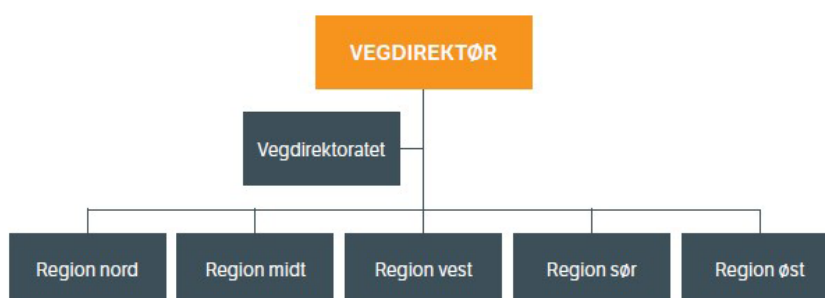 VEGDIREKTØR
Vegdirektoratet
Region nord
Region midt
Region vest
Region sør
Region øst